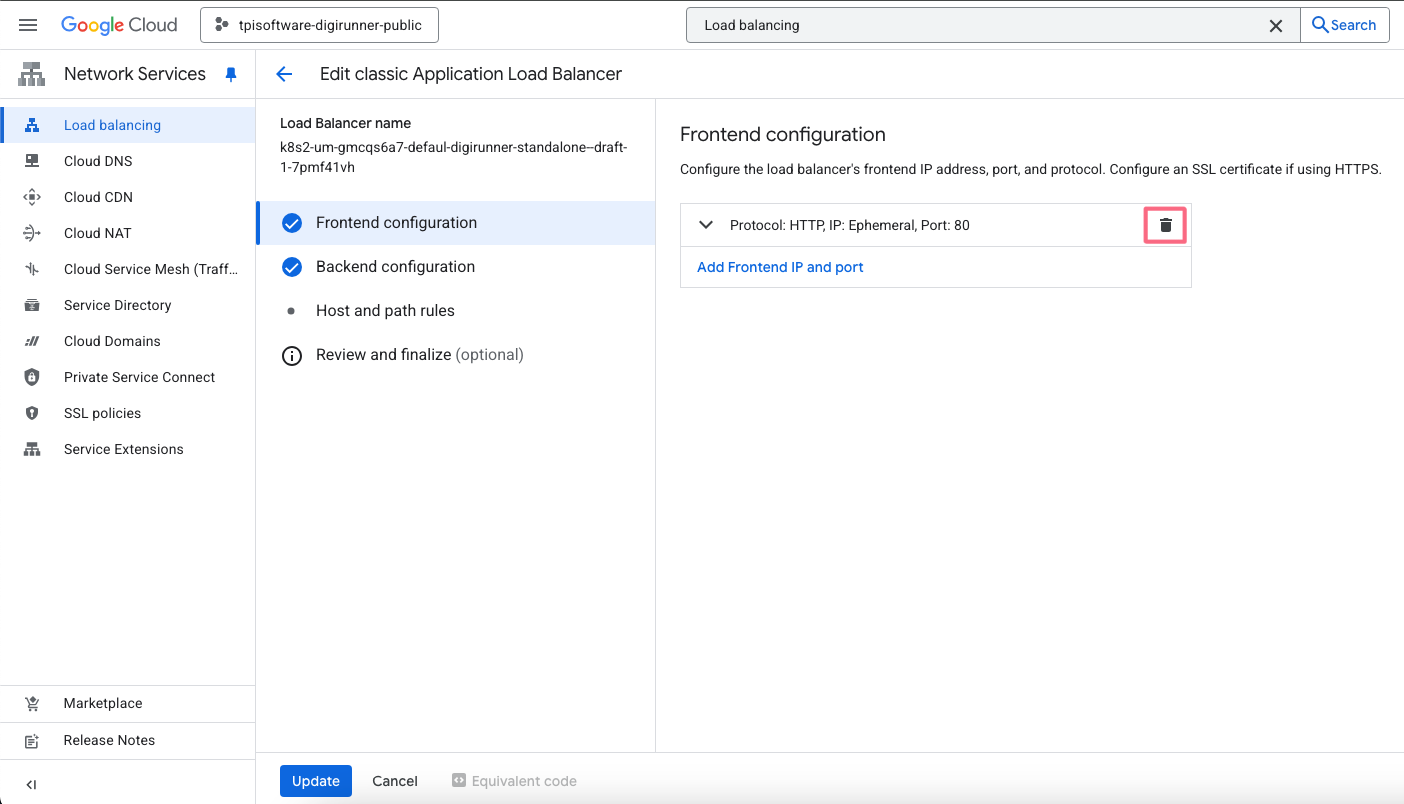 Google Cloud
tpisoftware-digirunner-public
Load balancing
Search
Network Services
Edit classic Application Load Balancer
Load balancing
Cloud DNS
Cloud CDN
Cloud NAT
Cloud Service Mesh (Traff...
Service Directory
Cloud Domains
Private Service Connect
SSL policies
Service Extensions
Marketplace
Release Notes
Load Balancer name
k8s2-um-gmcqs6a7-defaul-digirunner-standalone--draft-
1-7pmf41vh
Frontend configuration
Backend configuration
Host and path rules
Review and finalize (optional)
Frontend configuration
Configure the load balancer's frontend IP address, port, and protocol. Configure an SSL certificate if using HTTPS.
Protocol: HTTP, IP: Ephemeral, Port: 80
Add Frontend IP and port
Update
Cancel
Equivalent code